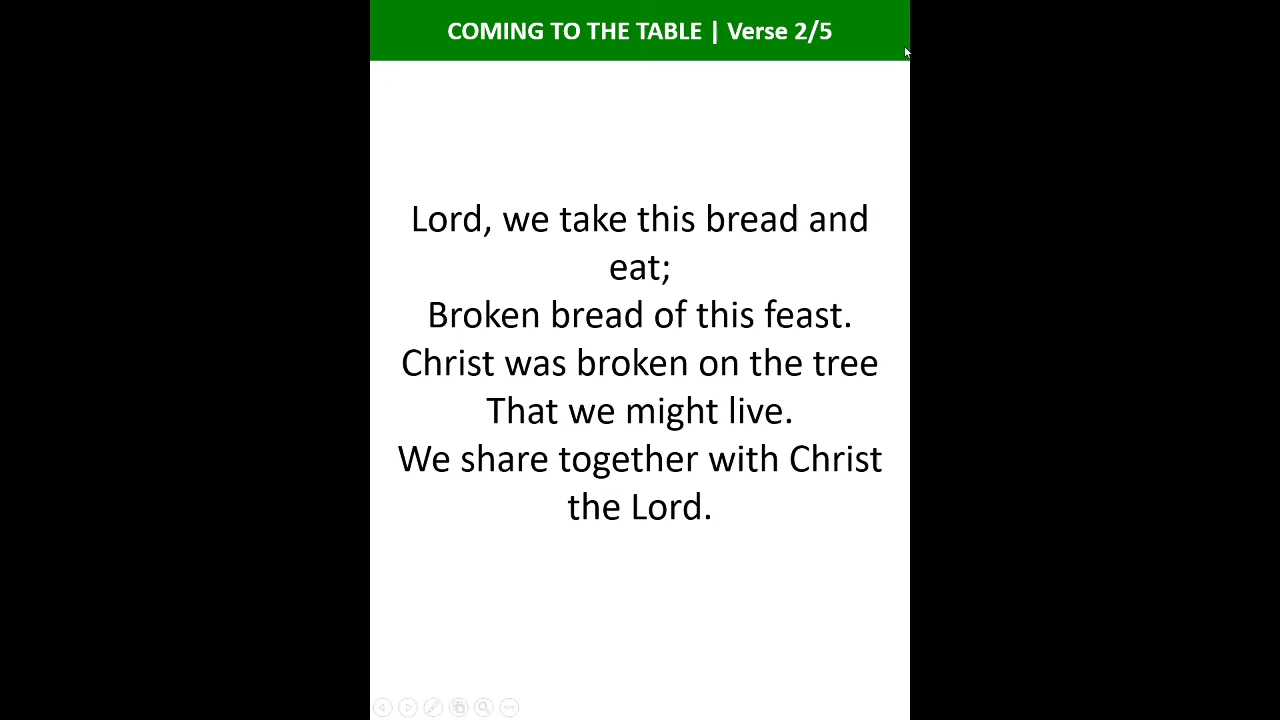 COMING TO THE TABLE | Verse 2/5
Lord, we take this bread and
eat;
Broken bread of this feast.
Christ was broken on the tree
That we might live.
We share together with Christ
the Lord.